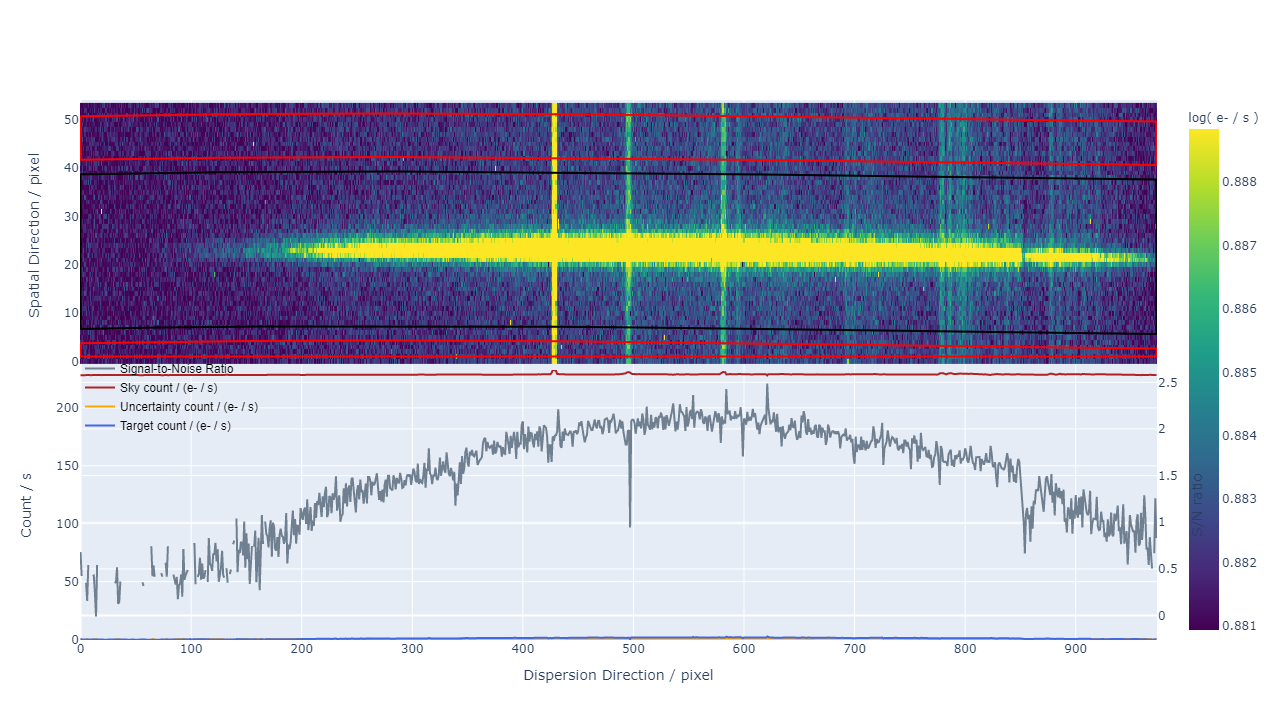 log( e- / s )
50
40
30
20
10
0
Spatial Direction / pixel
0.888
0.887
0.886
0.885
0.884
0.883
0.882
0.881
Signal-to-Noise Ratio
Sky count / (e- / s)
Uncertainty count / (e- / s)
Target count / (e- / s)
200
150
100
50
0
Count / s
2.5
2
1.5
1
0.5
0
S/N ratio
0 100 200 300 400 500 600 700 800 900
Dispersion Direction / pixel